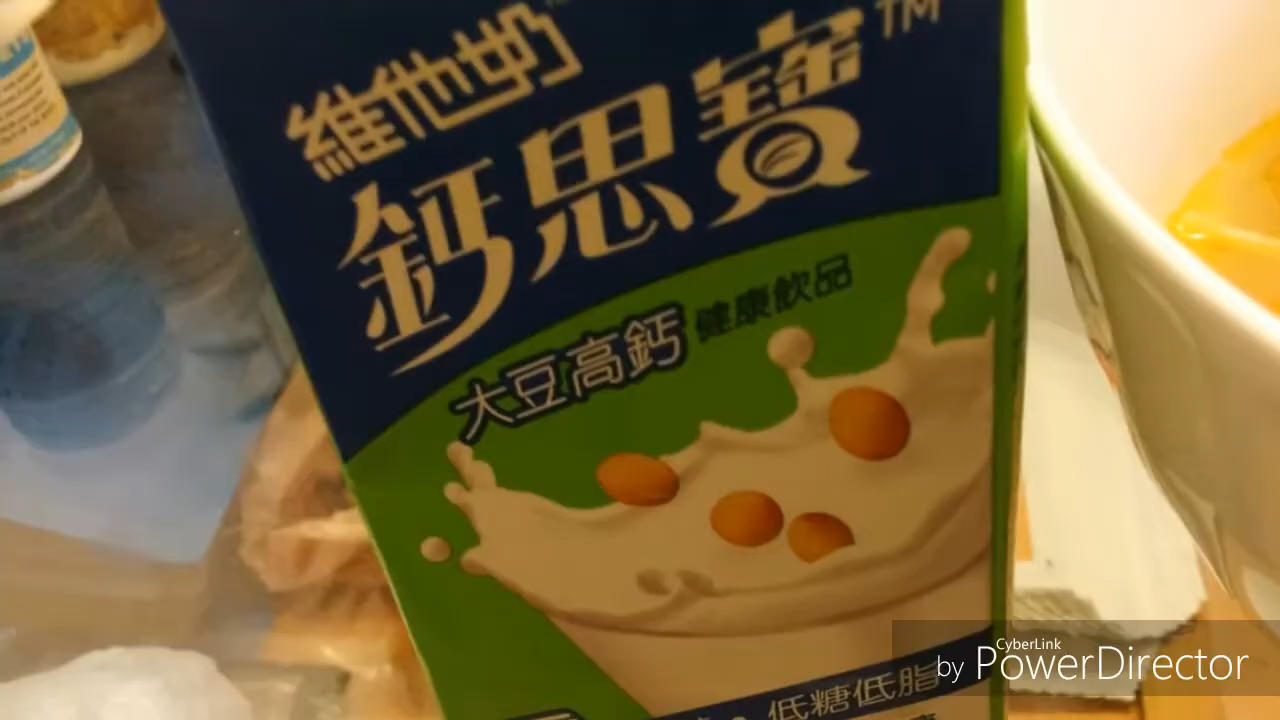 維他奶
鈣思寶™
大豆高鈣 健康飲品
低糖低脂
CyberLink
by PowerDirector